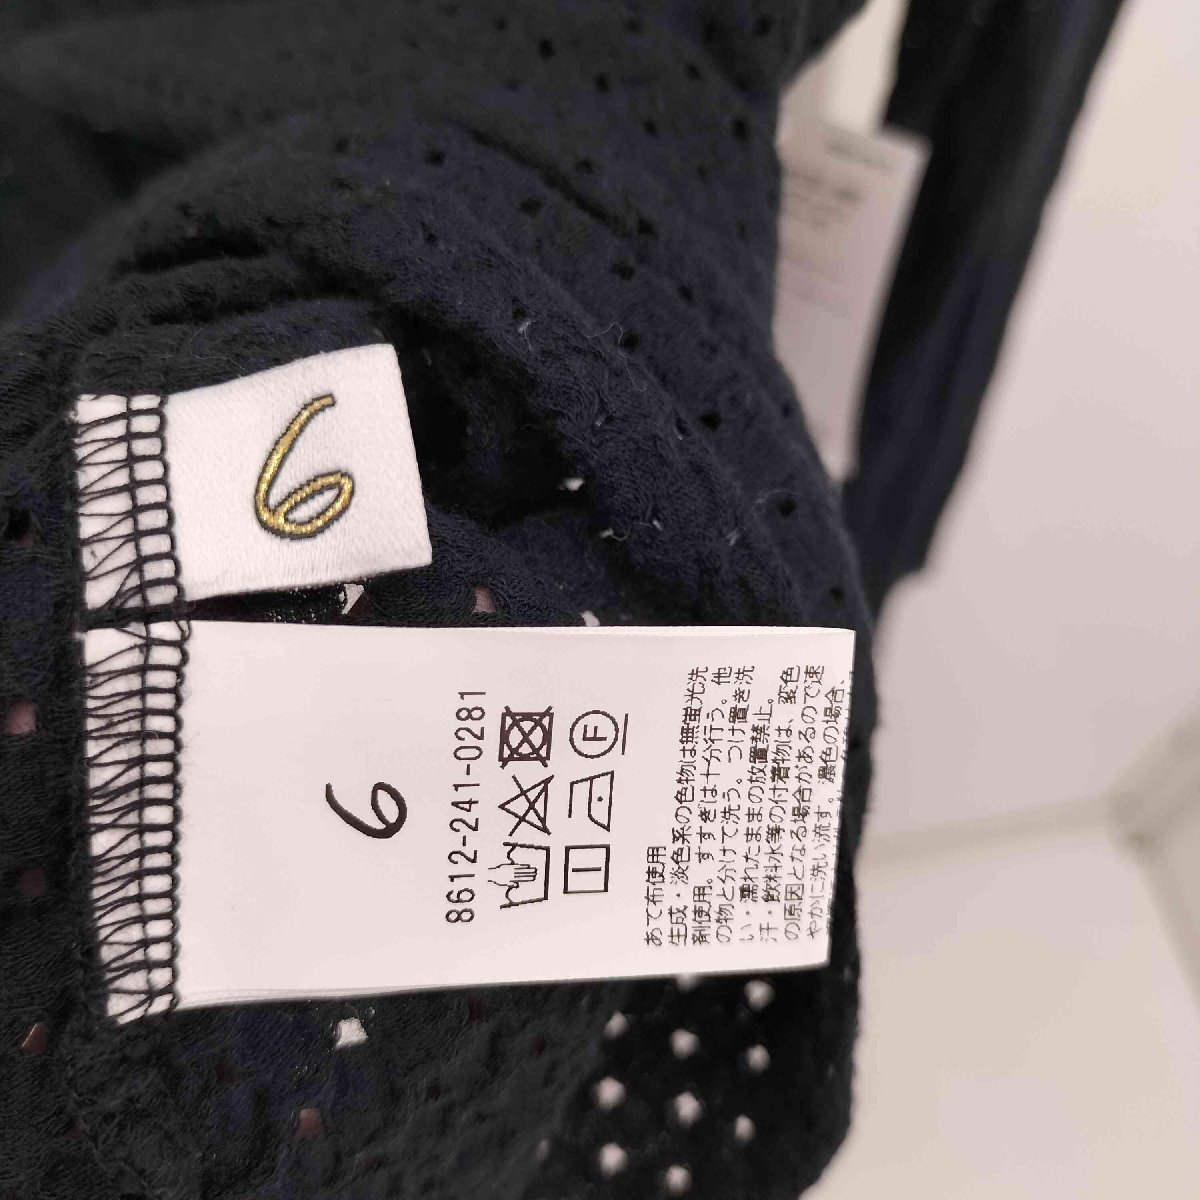 6
6
8612-241-0281
F
あて布使用
生成・淡色系の色物は無蛍光洗
剤使用。すすぎは十分行う。他
の物と分けて洗う。つけ置き洗
い・濡れたままの放置禁止。
汗・飲料水等の付着物は、変色
の原因となる場合があるので速
やかに洗い流す。濃色の場合、